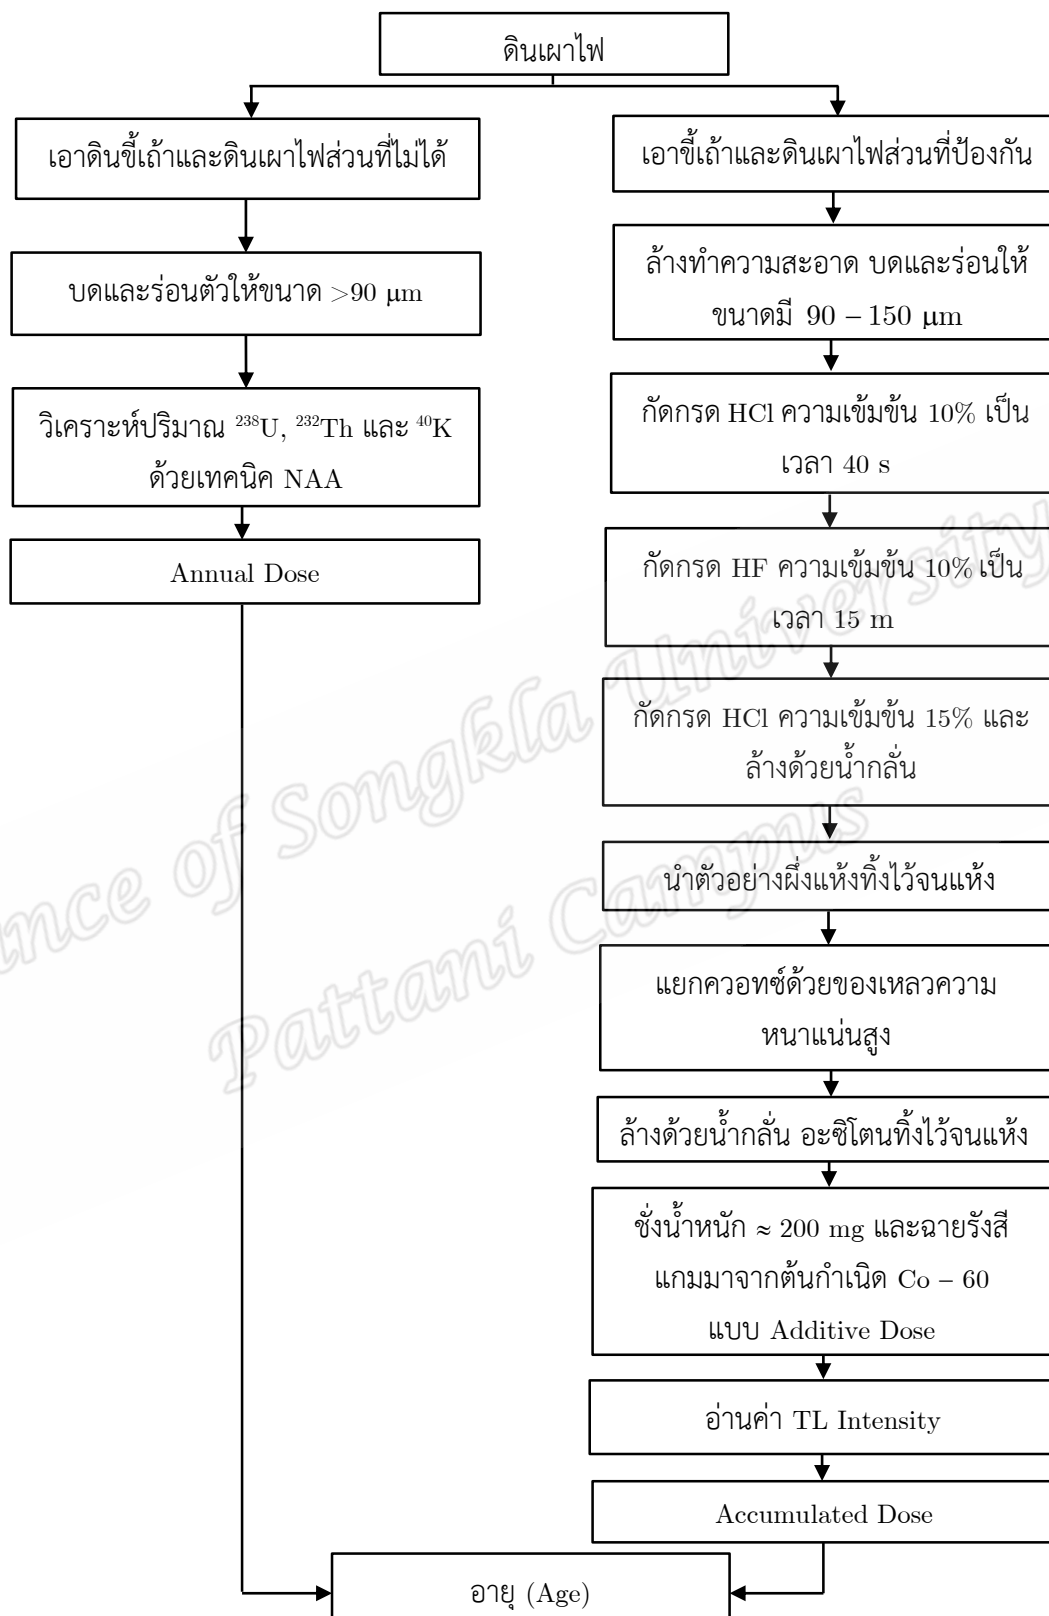 ดินเผาไฟ
เอาดินขี้เถ้าและดินเผาไฟส่วนที่ไม่ได้
บดและร่อนตัวให้ขนาด >90 μm
วิเคราะห์ปริมาณ ²³⁸U, ²³²Th และ ⁴⁰K
ด้วยเทคนิค NAA
Annual Dose
เอาขี้เถ้าและดินเผาไฟส่วนที่ป้องกัน
ล้างทำความสะอาด บดและร่อนให้
ขนาดมี 90 – 150 μm
กัดกรด HCl ความเข้มข้น 10% เป็น
เวลา 40 s
กัดกรด HF ความเข้มข้น 10% เป็น
เวลา 15 m
กัดกรด HCl ความเข้มข้น 15% และ
ล้างด้วยน้ำกลั่น
นำตัวอย่างผึ่งแห้งทิ้งไว้จนแห้ง
แยกควอทซ์ด้วยของเหลวความ
หนาแน่นสูง
ล้างด้วยน้ำกลั่น อะซิโตนทิ้งไว้จนแห้ง
ชั่งน้ำหนัก ≈ 200 mg และฉายรังสี
แกมมาจากต้นกำเนิด Co – 60
แบบ Additive Dose
อ่านค่า TL Intensity
Accumulated Dose
อายุ (Age)
of Songkla University
Pattani Campus